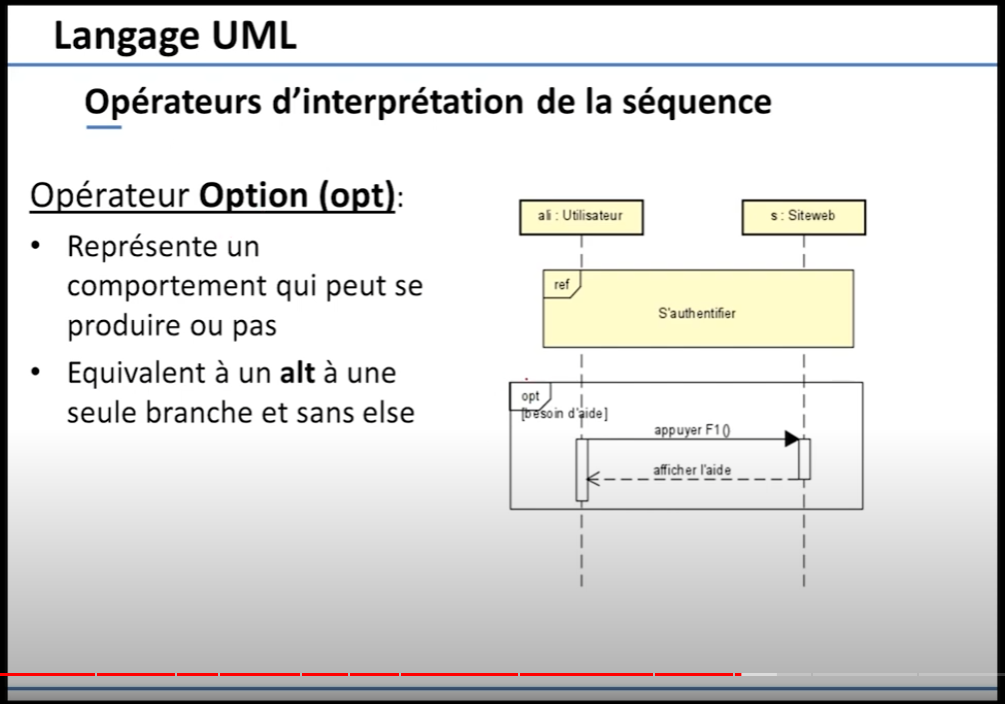 Langage UML
Opérateurs d’interprétation de la séquence
Opérateur Option (opt):
• Représente un
comportement qui peut se
produire ou pas
• Equivalent à un alt à une
seule branche et sans else
ali : Utilisateur
s : Siteweb
ref
S'authentifier
opt
[besoin d'aide]
appuyer F1()
afficher l'aide